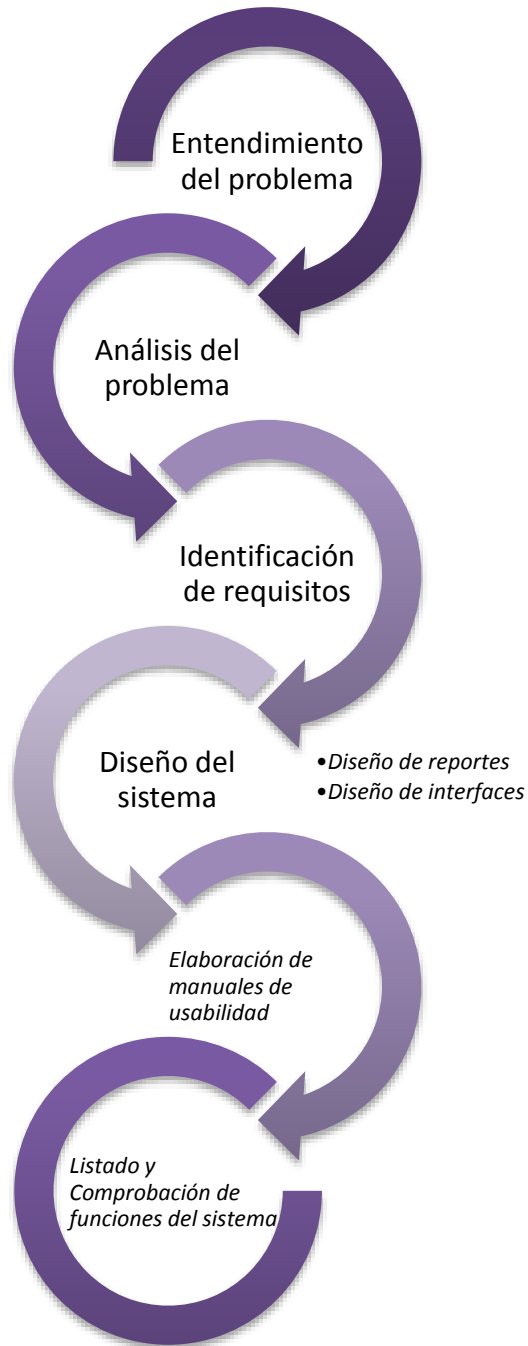 Entendimiento
del problema
Análisis del
problema
Identificación
de requisitos
Diseño del
sistema
•Diseño de reportes
•Diseño de interfaces
Elaboración de
manuales de
usabilidad
Listado y
Comprobación de
funciones del sistema